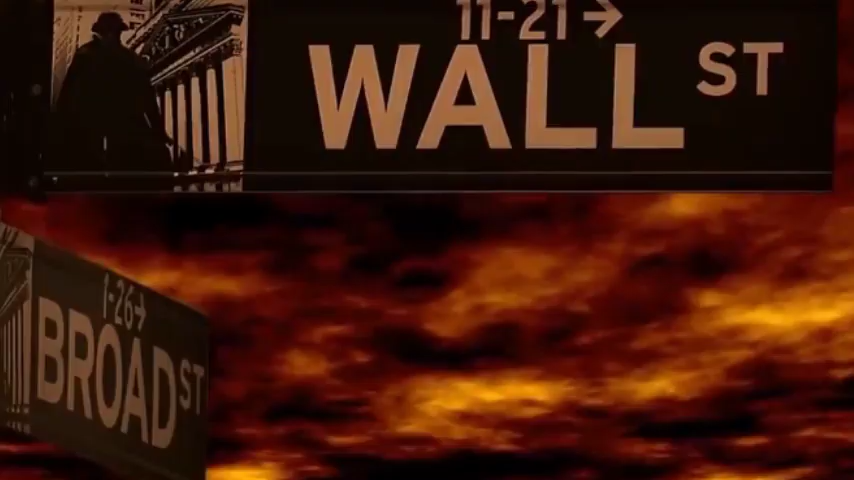 11-21 →
WALL ST
1-26 →
BROAD ST